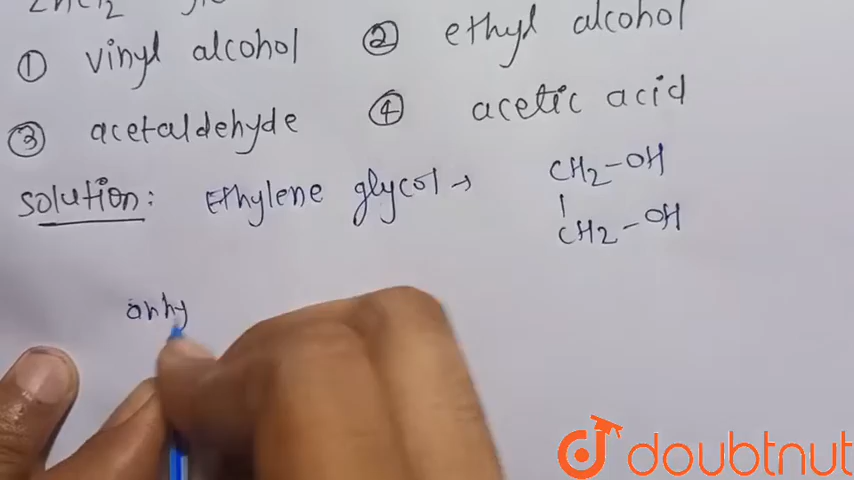 ZnCl2
① vinyl alcohol ② ethyl alcohol
③ acetaldehyde ④ acetic acid
solution: Ethylene glycol → CH2-OH
|
CH2-OH
anhy
doubtnut